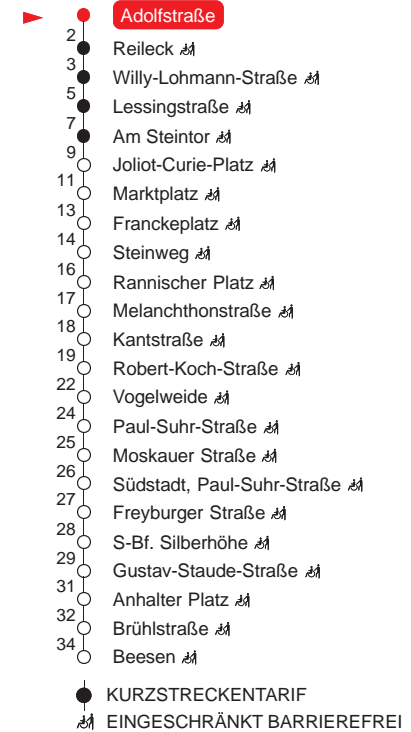 Adolfstraße
2
Reileck
3
Willy-Lohmann-Straße
5
Lessingstraße
7
Am Steintor
9
Joliot-Curie-Platz
11
Marktplatz
13
Franckeplatz
14
Steinweg
16
Rannischer Platz
17
Melanchthonstraße
18
Kantstraße
19
Robert-Koch-Straße
22
Vogelweide
24
Paul-Suhr-Straße
25
Moskauer Straße
26
Südstadt, Paul-Suhr-Straße
27
Freyburger Straße
28
S-Bf. Silberhöhe
29
Gustav-Staude-Straße
31
Anhalter Platz
32
Brühlstraße
34
Beesen
KURZSTRECKENTARIF
EINGESCHRÄNKT BARRIEREFREI